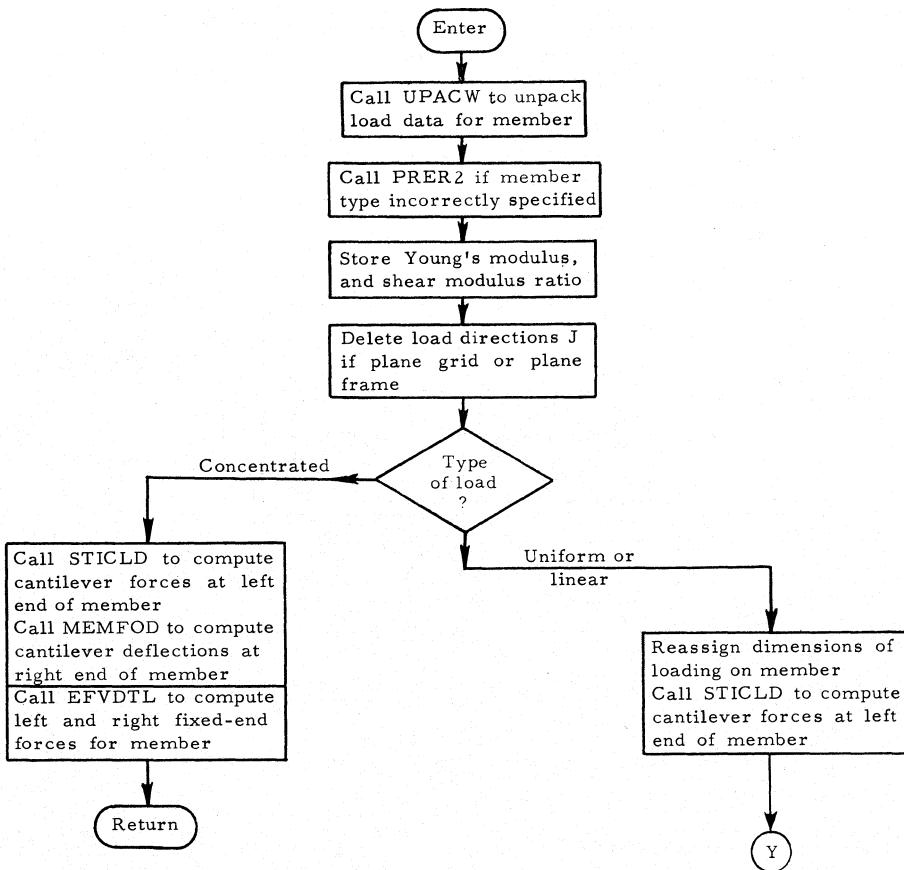 Enter
Call UPACW to unpack
load data for member
Call PRER2 if member
type incorrectly specified
Store Young's modulus,
and shear modulus ratio
Delete load directions J
if plane grid or plane
frame
Type
of load
?
Concentrated
Uniform or
linear
Call STICLD to compute
cantilever forces at left
end of member
Call MEMFOD to compute
cantilever deflections at
right end of member
Call EFVDTL to compute
left and right fixed-end
forces for member
Return
Reassign dimensions of
loading on member
Call STICLD to compute
cantilever forces at left
end of member
Y